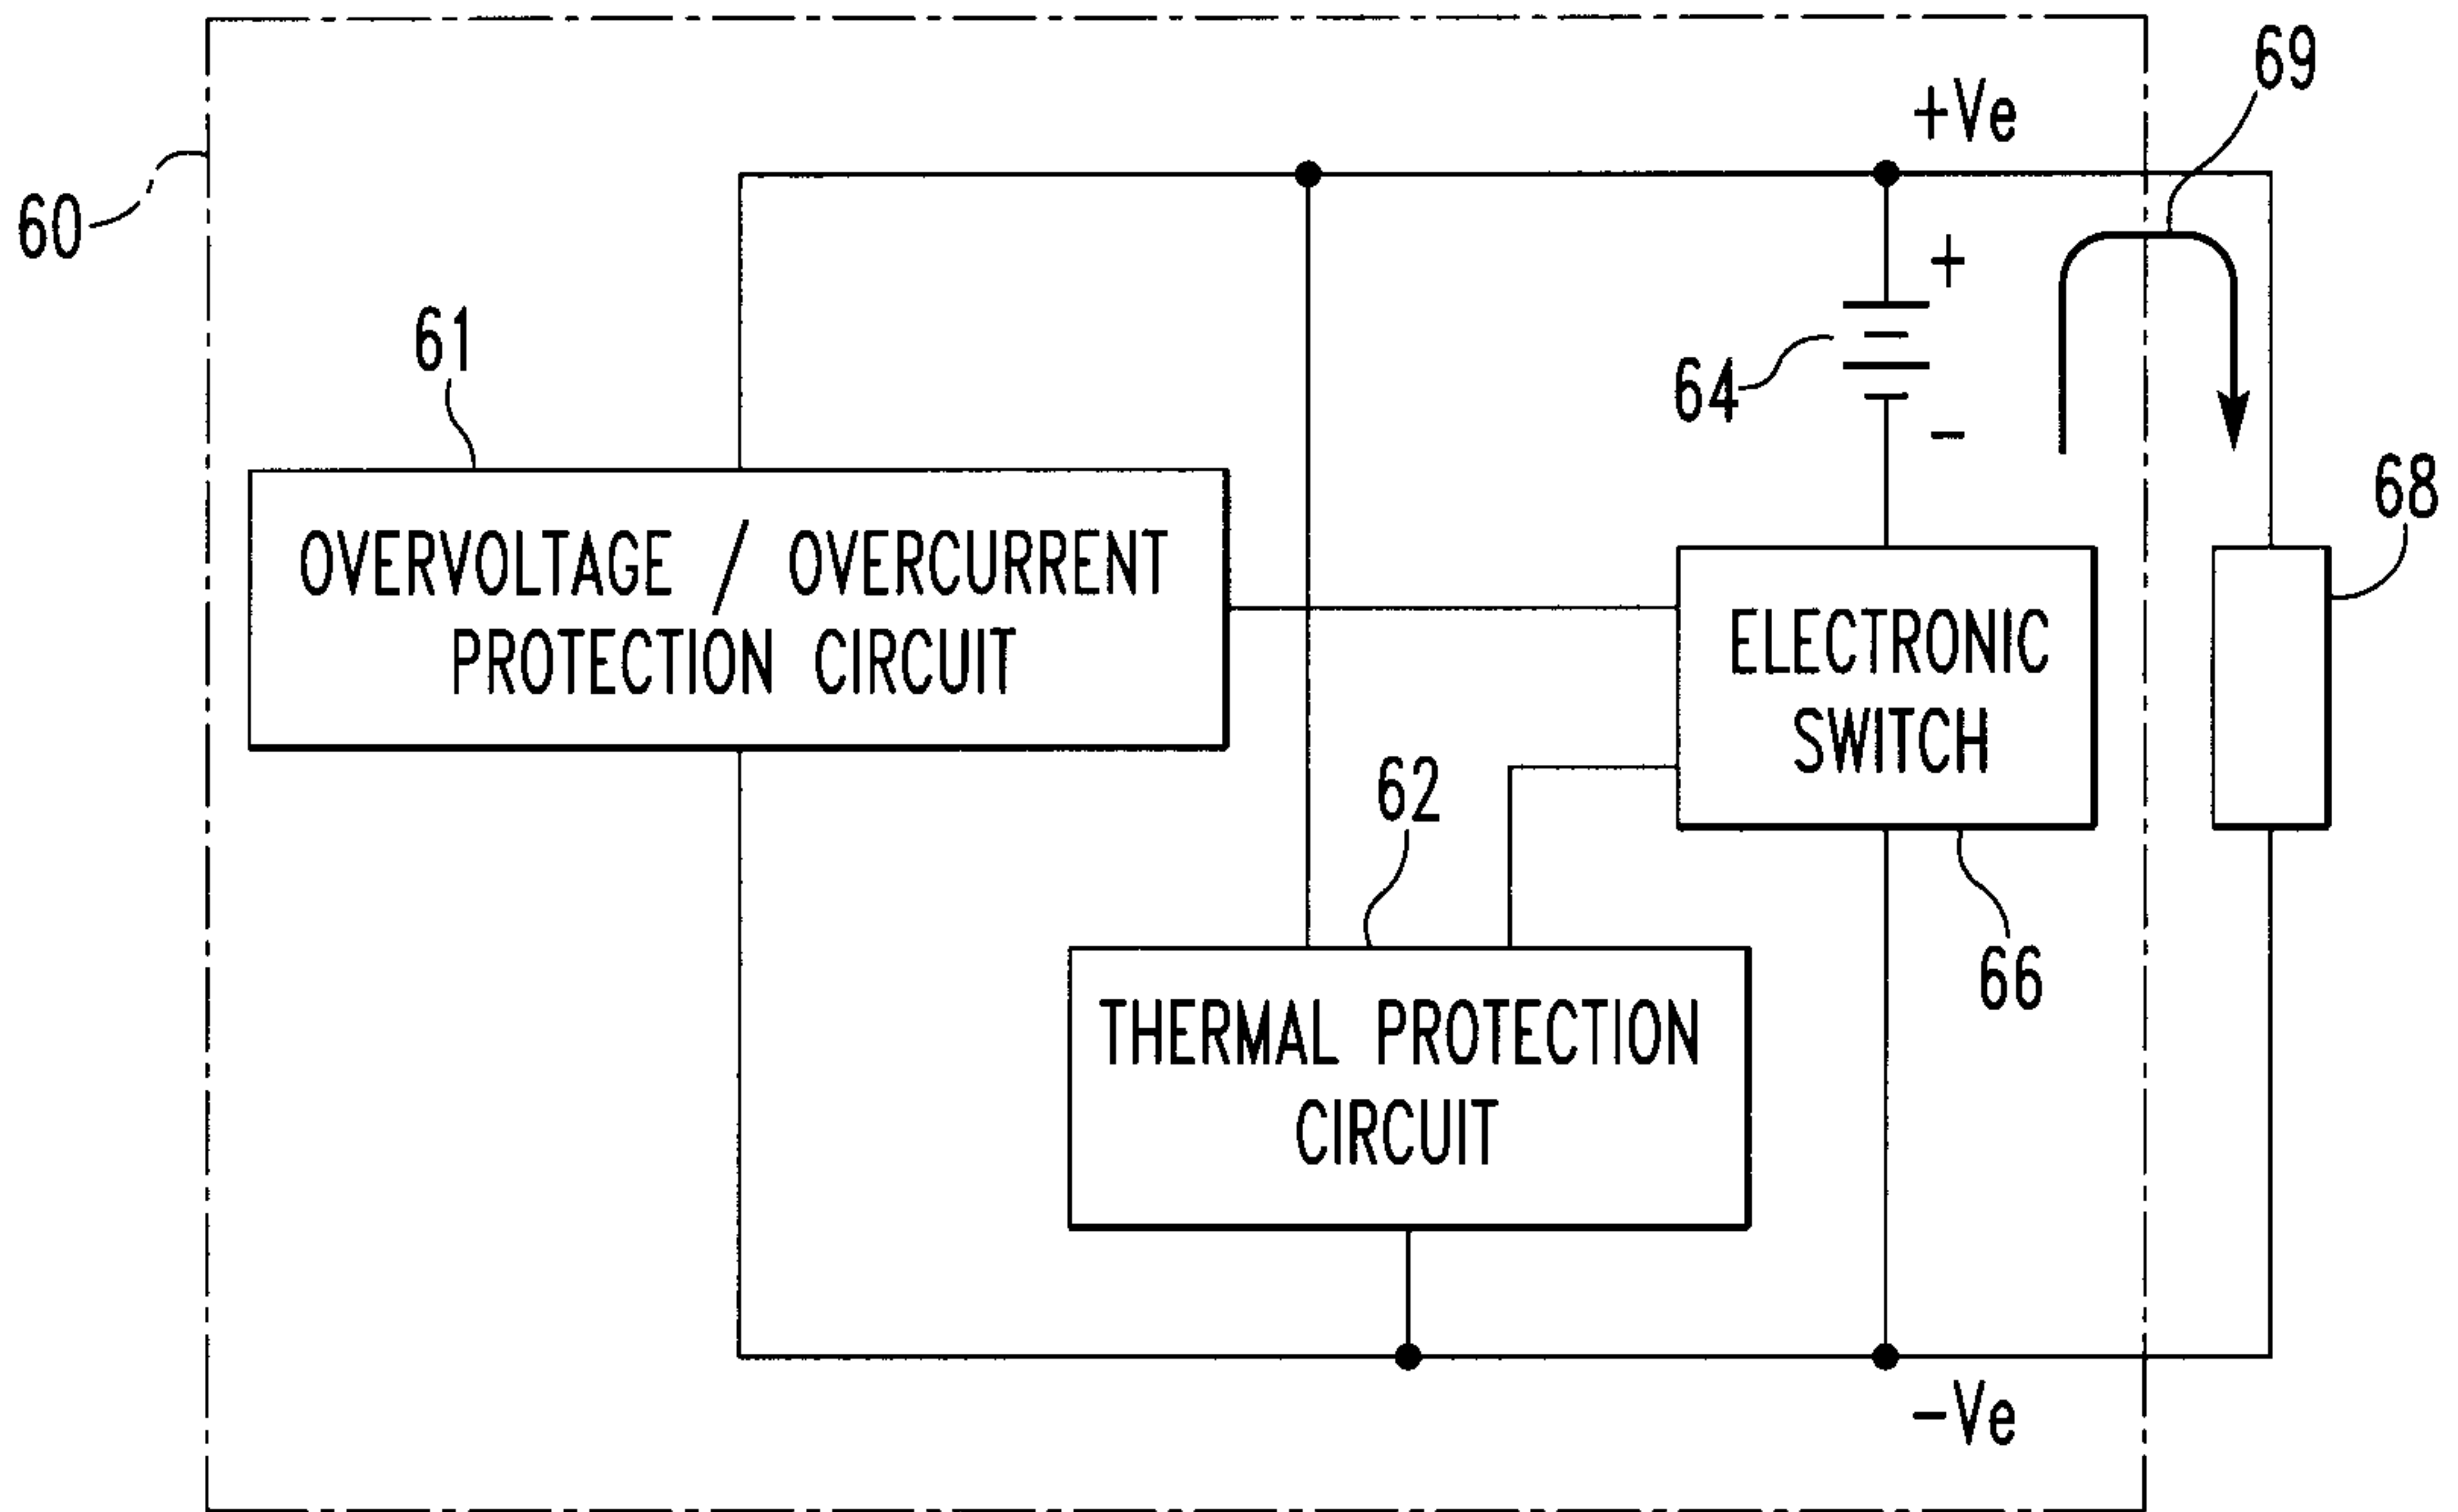 69
+Ve
60
+
61
64
-
68
OVERVOLTAGE / OVERCURRENT
PROTECTION CIRCUIT
ELECTRONIC
SWITCH
62
66
THERMAL PROTECTION
CIRCUIT
-Ve